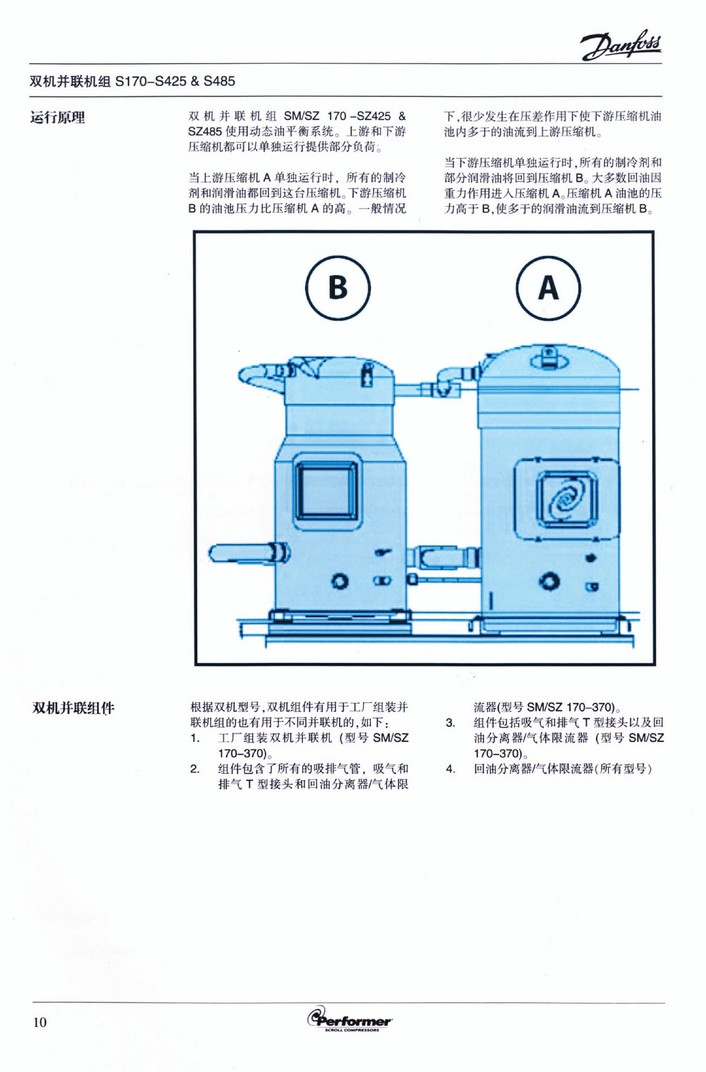 Danfoss
双机并联机组 S170-S425 & S485
运行原理
双机并联机组 SM/SZ 170 -SZ425 &
SZ485 使用动态油平衡系统。上游和下游
压缩机都可以单独运行提供部分负荷。
当上游压缩机 A 单独运行时，所有的制冷
剂和润滑油都回到这台压缩机。下游压缩机
B 的油池压力比压缩机 A 的高。一般情况
下,很少发生在压差作用下使下游压缩机油
池内多于的油流到上游压缩机。
当下游压缩机单独运行时,所有的制冷剂和
部分润滑油将回到压缩机 B。大多数回油因
重力作用进入压缩机 A。压缩机 A 油池的压
力高于 B,使多于的润滑油流到压缩机 B。
B
A
双机并联组件
根据双机型号,双机组件有用于工厂组装并
联机组的也有用于不同并联机的,如下：
1. 工厂组装双机并联机 (型号 SM/SZ
170-370)。
2. 组件包含了所有的吸排气管，吸气和
排气 T 型接头和回油分离器/气体限
流器(型号 SM/SZ 170-370)。
3. 组件包括吸气和排气 T 型接头以及回
油分离器/气体限流器 (型号 SM/SZ
170-370)。
4. 回油分离器/气体限流器(所有型号)
10
Performer
SCROLL COMPRESSORS